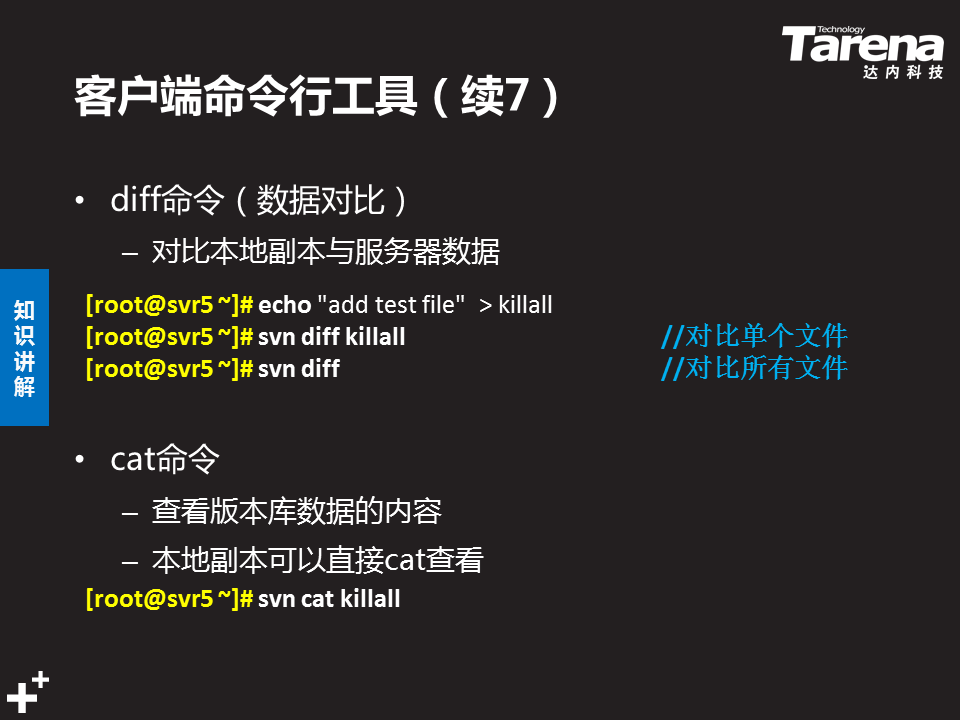 Technology
Tarena
达内科技
客户端命令行工具（续7）
• diff命令（数据对比）
– 对比本地副本与服务器数据
知识讲解
[root@svr5 ~]# echo "add test file" > killall
[root@svr5 ~]# svn diff killall //对比单个文件
[root@svr5 ~]# svn diff //对比所有文件
• cat命令
– 查看版本库数据的内容
– 本地副本可以直接cat查看
[root@svr5 ~]# svn cat killall